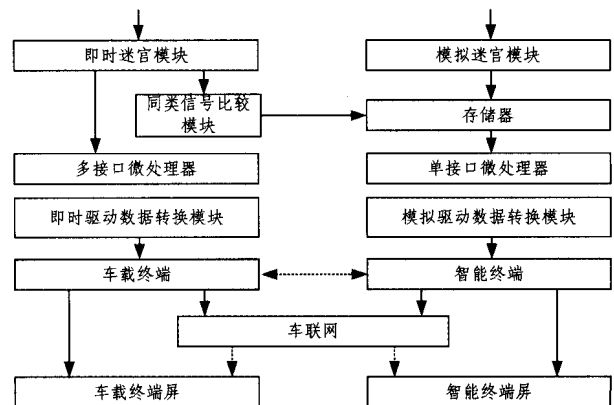 即时迷宫模块
模拟迷宫模块
同类信号比较
模块
存储器
多接口微处理器
单接口微处理器
即时驱动数据转换模块
模拟驱动数据转换模块
车载终端
智能终端
车联网
车载终端屏
智能终端屏